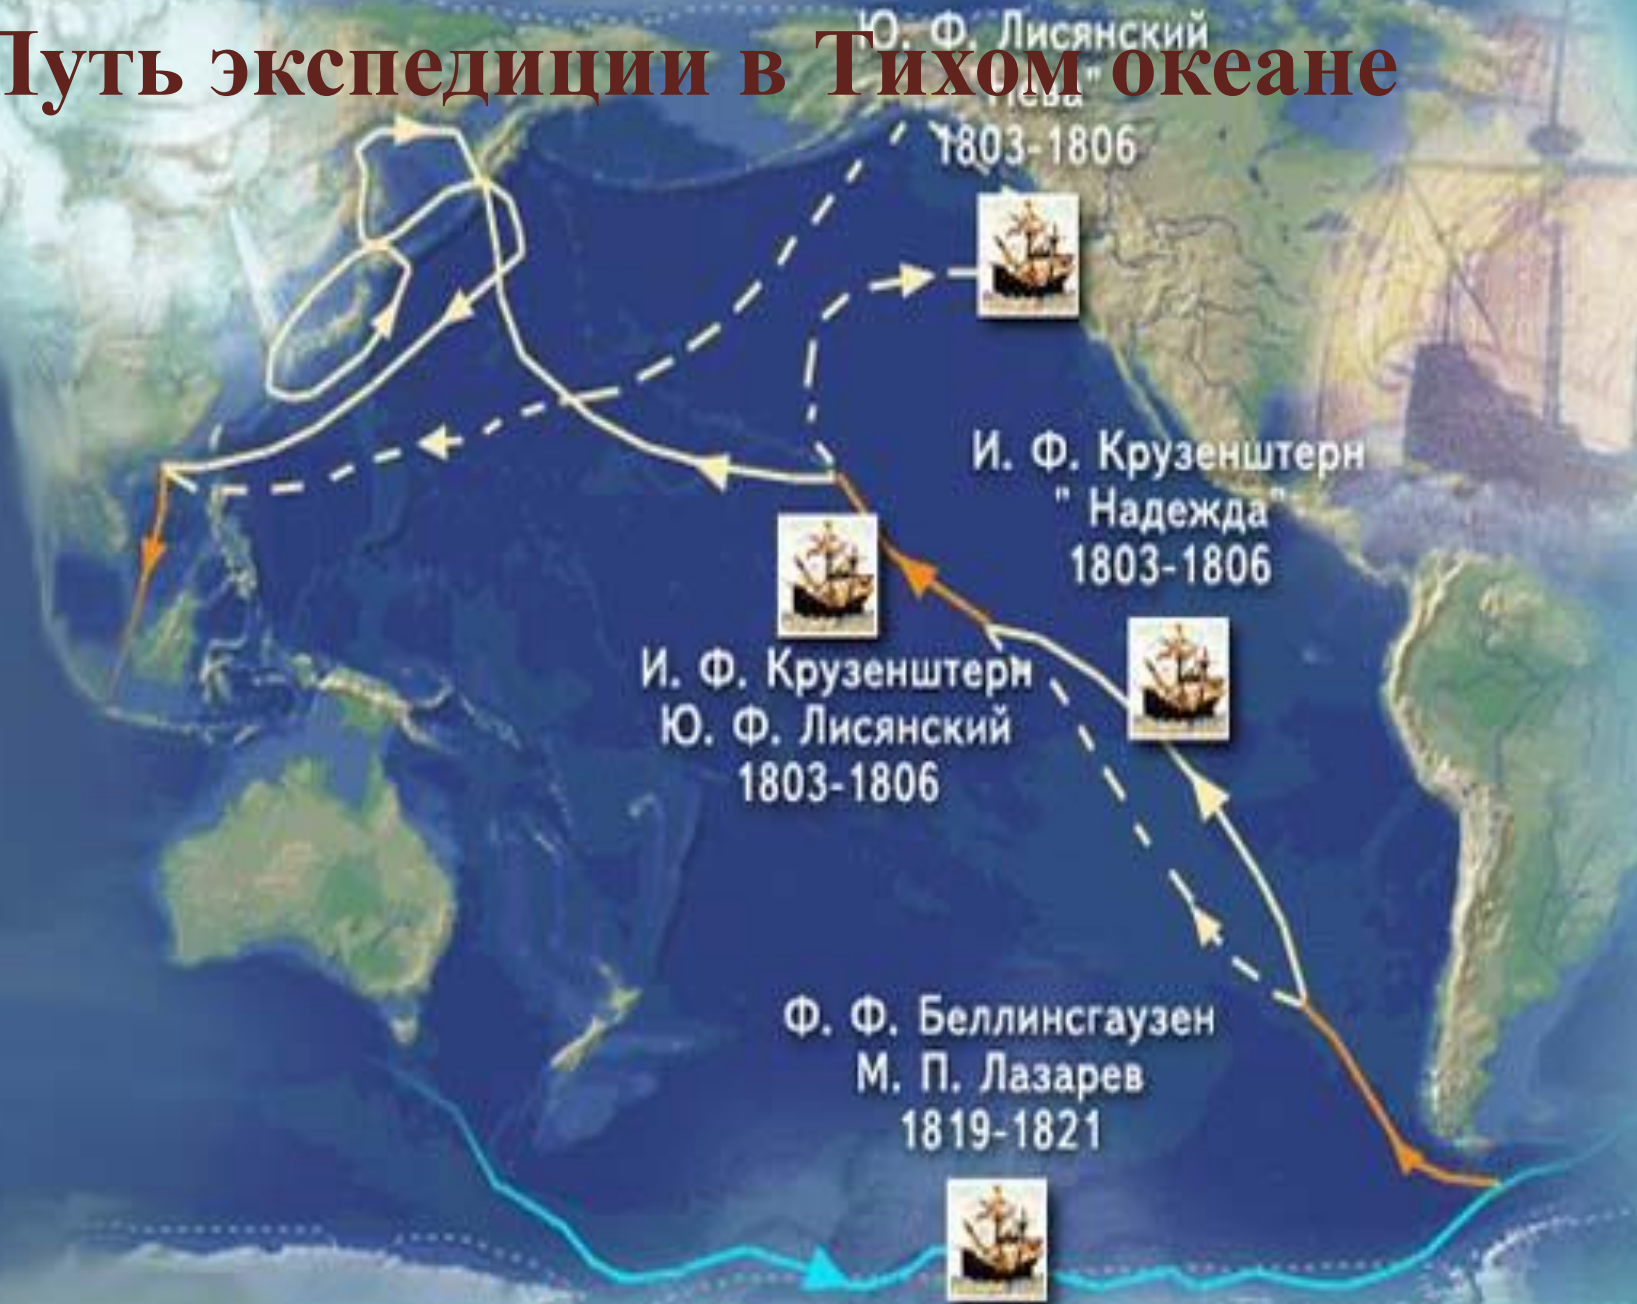 Путь экспедиции в Тихом океане
Ю. Ф. Лисянский
"Нева"
1803-1806
И. Ф. Крузенштерн
" Надежда"
1803-1806
И. Ф. Крузенштерн
Ю. Ф. Лисянский
1803-1806
Ф. Ф. Беллинсгаузен
М. П. Лазарев
1819-1821